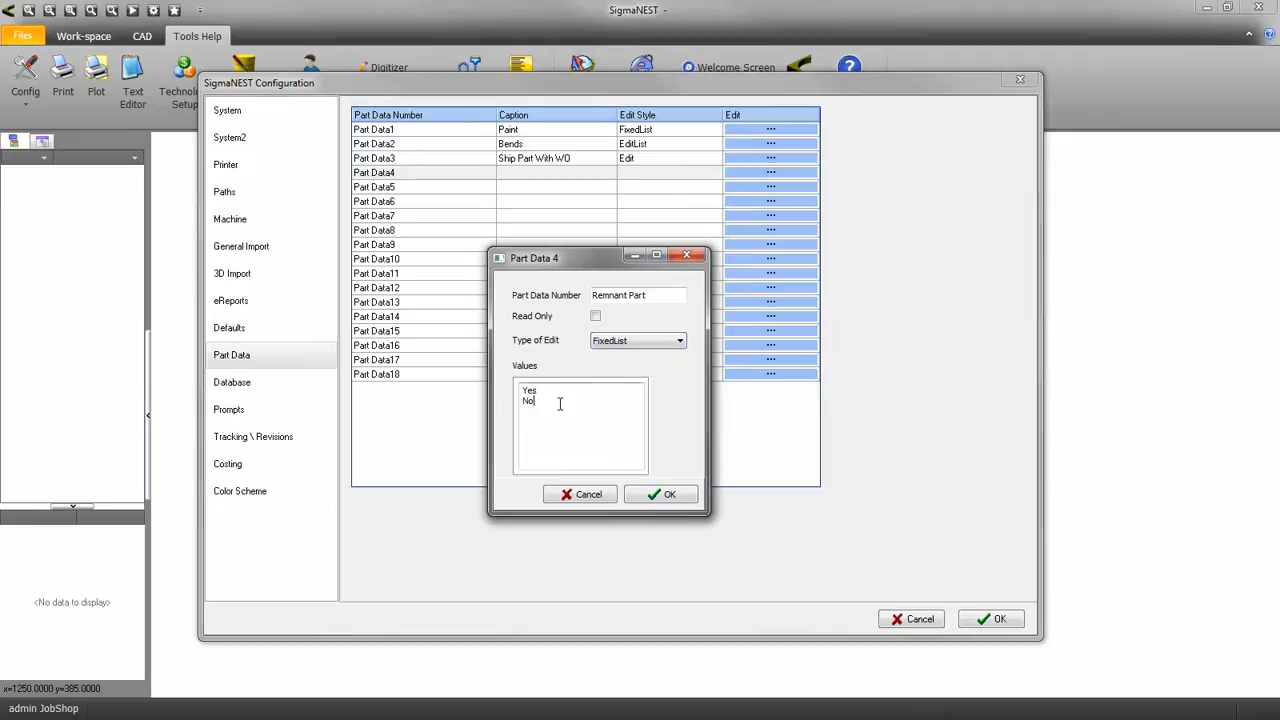 SigmaNEST -
Files Work-space CAD Tools Help
Digitizer Welcome Screen
Config Print Plot Text Editor Technolo Setup
SigmaNEST Configuration
System
System2
Printer
Paths
Machine
General Import
3D Import
eReports
Defaults
Part Data
Database
Prompts
Tracking \ Revisions
Costing
Color Scheme
Part Data Number Caption Edit Style Edit
Part Data1 Paint FixedList ...
Part Data2 Bends EditList ...
Part Data3 Ship Part With WO Edit ...
Part Data4 ...
Part Data5 ...
Part Data6 ...
Part Data7 ...
Part Data8 ...
Part Data9 ...
Part Data10 ...
Part Data11 ...
Part Data12 ...
Part Data13 ...
Part Data14 ...
Part Data15 ...
Part Data16 ...
Part Data17 ...
Part Data18 ...
Part Data 4
Part Data Number Remnant Part
Read Only
Type of Edit FixedList
Values
Yes
No
Cancel OK
Cancel OK
<No data to display>
x=1250.0000 y=385.0000
admin JobShop